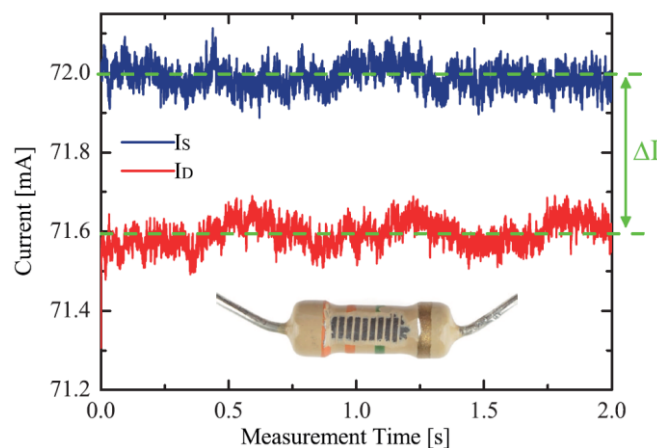 72.0
71.8
71.6
71.4
71.2
Current [mA]
IS
ID
ΔI
0.0 0.5 1.0 1.5 2.0
Measurement Time [s]